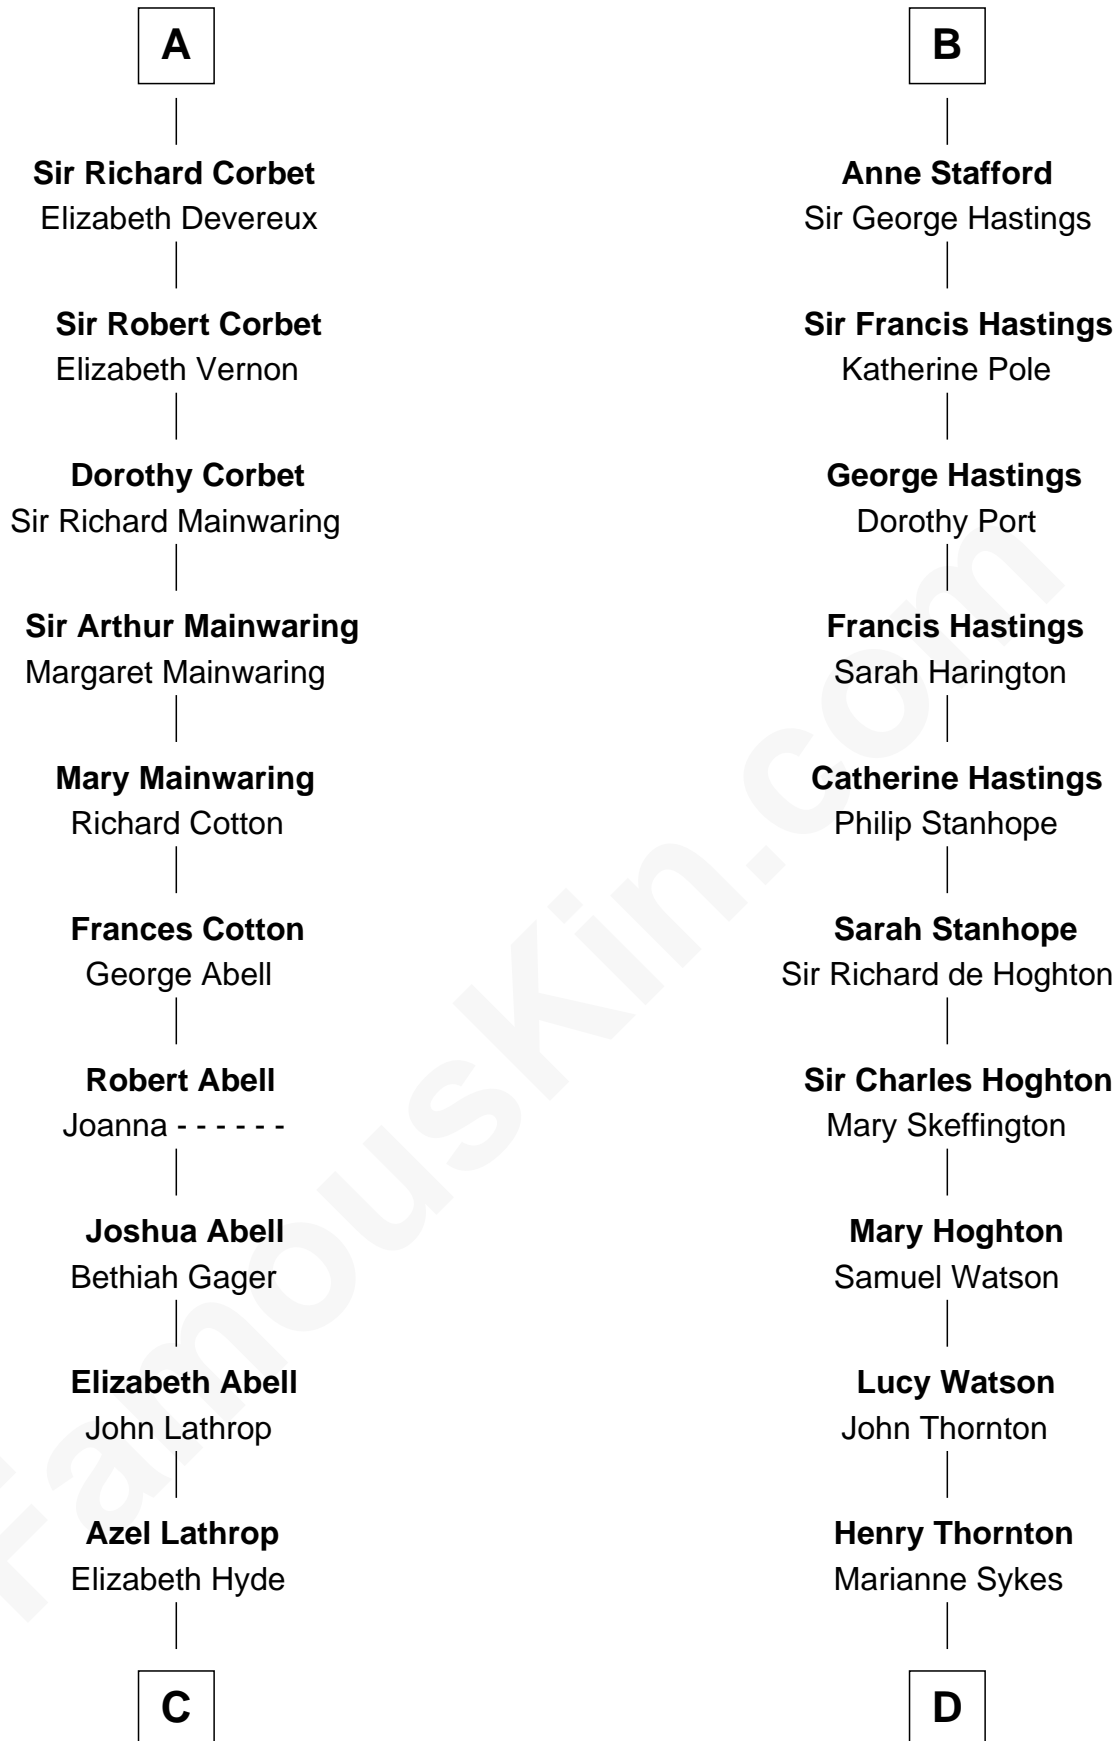 A
Sir Richard Corbet
Elizabeth Devereux
Sir Robert Corbet
Elizabeth Vernon
Dorothy Corbet
Sir Richard Mainwaring
Sir Arthur Mainwaring
Margaret Mainwaring
Mary Mainwaring
Richard Cotton
Frances Cotton
George Abell
Robert Abell
Joanna - - - - - -
Joshua Abell
Bethiah Gager
Elizabeth Abell
John Lathrop
Azel Lathrop
Elizabeth Hyde
C
B
Anne Stafford
Sir George Hastings
Sir Francis Hastings
Katherine Pole
George Hastings
Dorothy Port
Francis Hastings
Sarah Harington
Catherine Hastings
Philip Stanhope
Sarah Stanhope
Sir Richard de Hoghton
Sir Charles Hoghton
Mary Skeffington
Mary Hoghton
Samuel Watson
Lucy Watson
John Thornton
Henry Thornton
Marianne Sykes
D
FamousKin.com